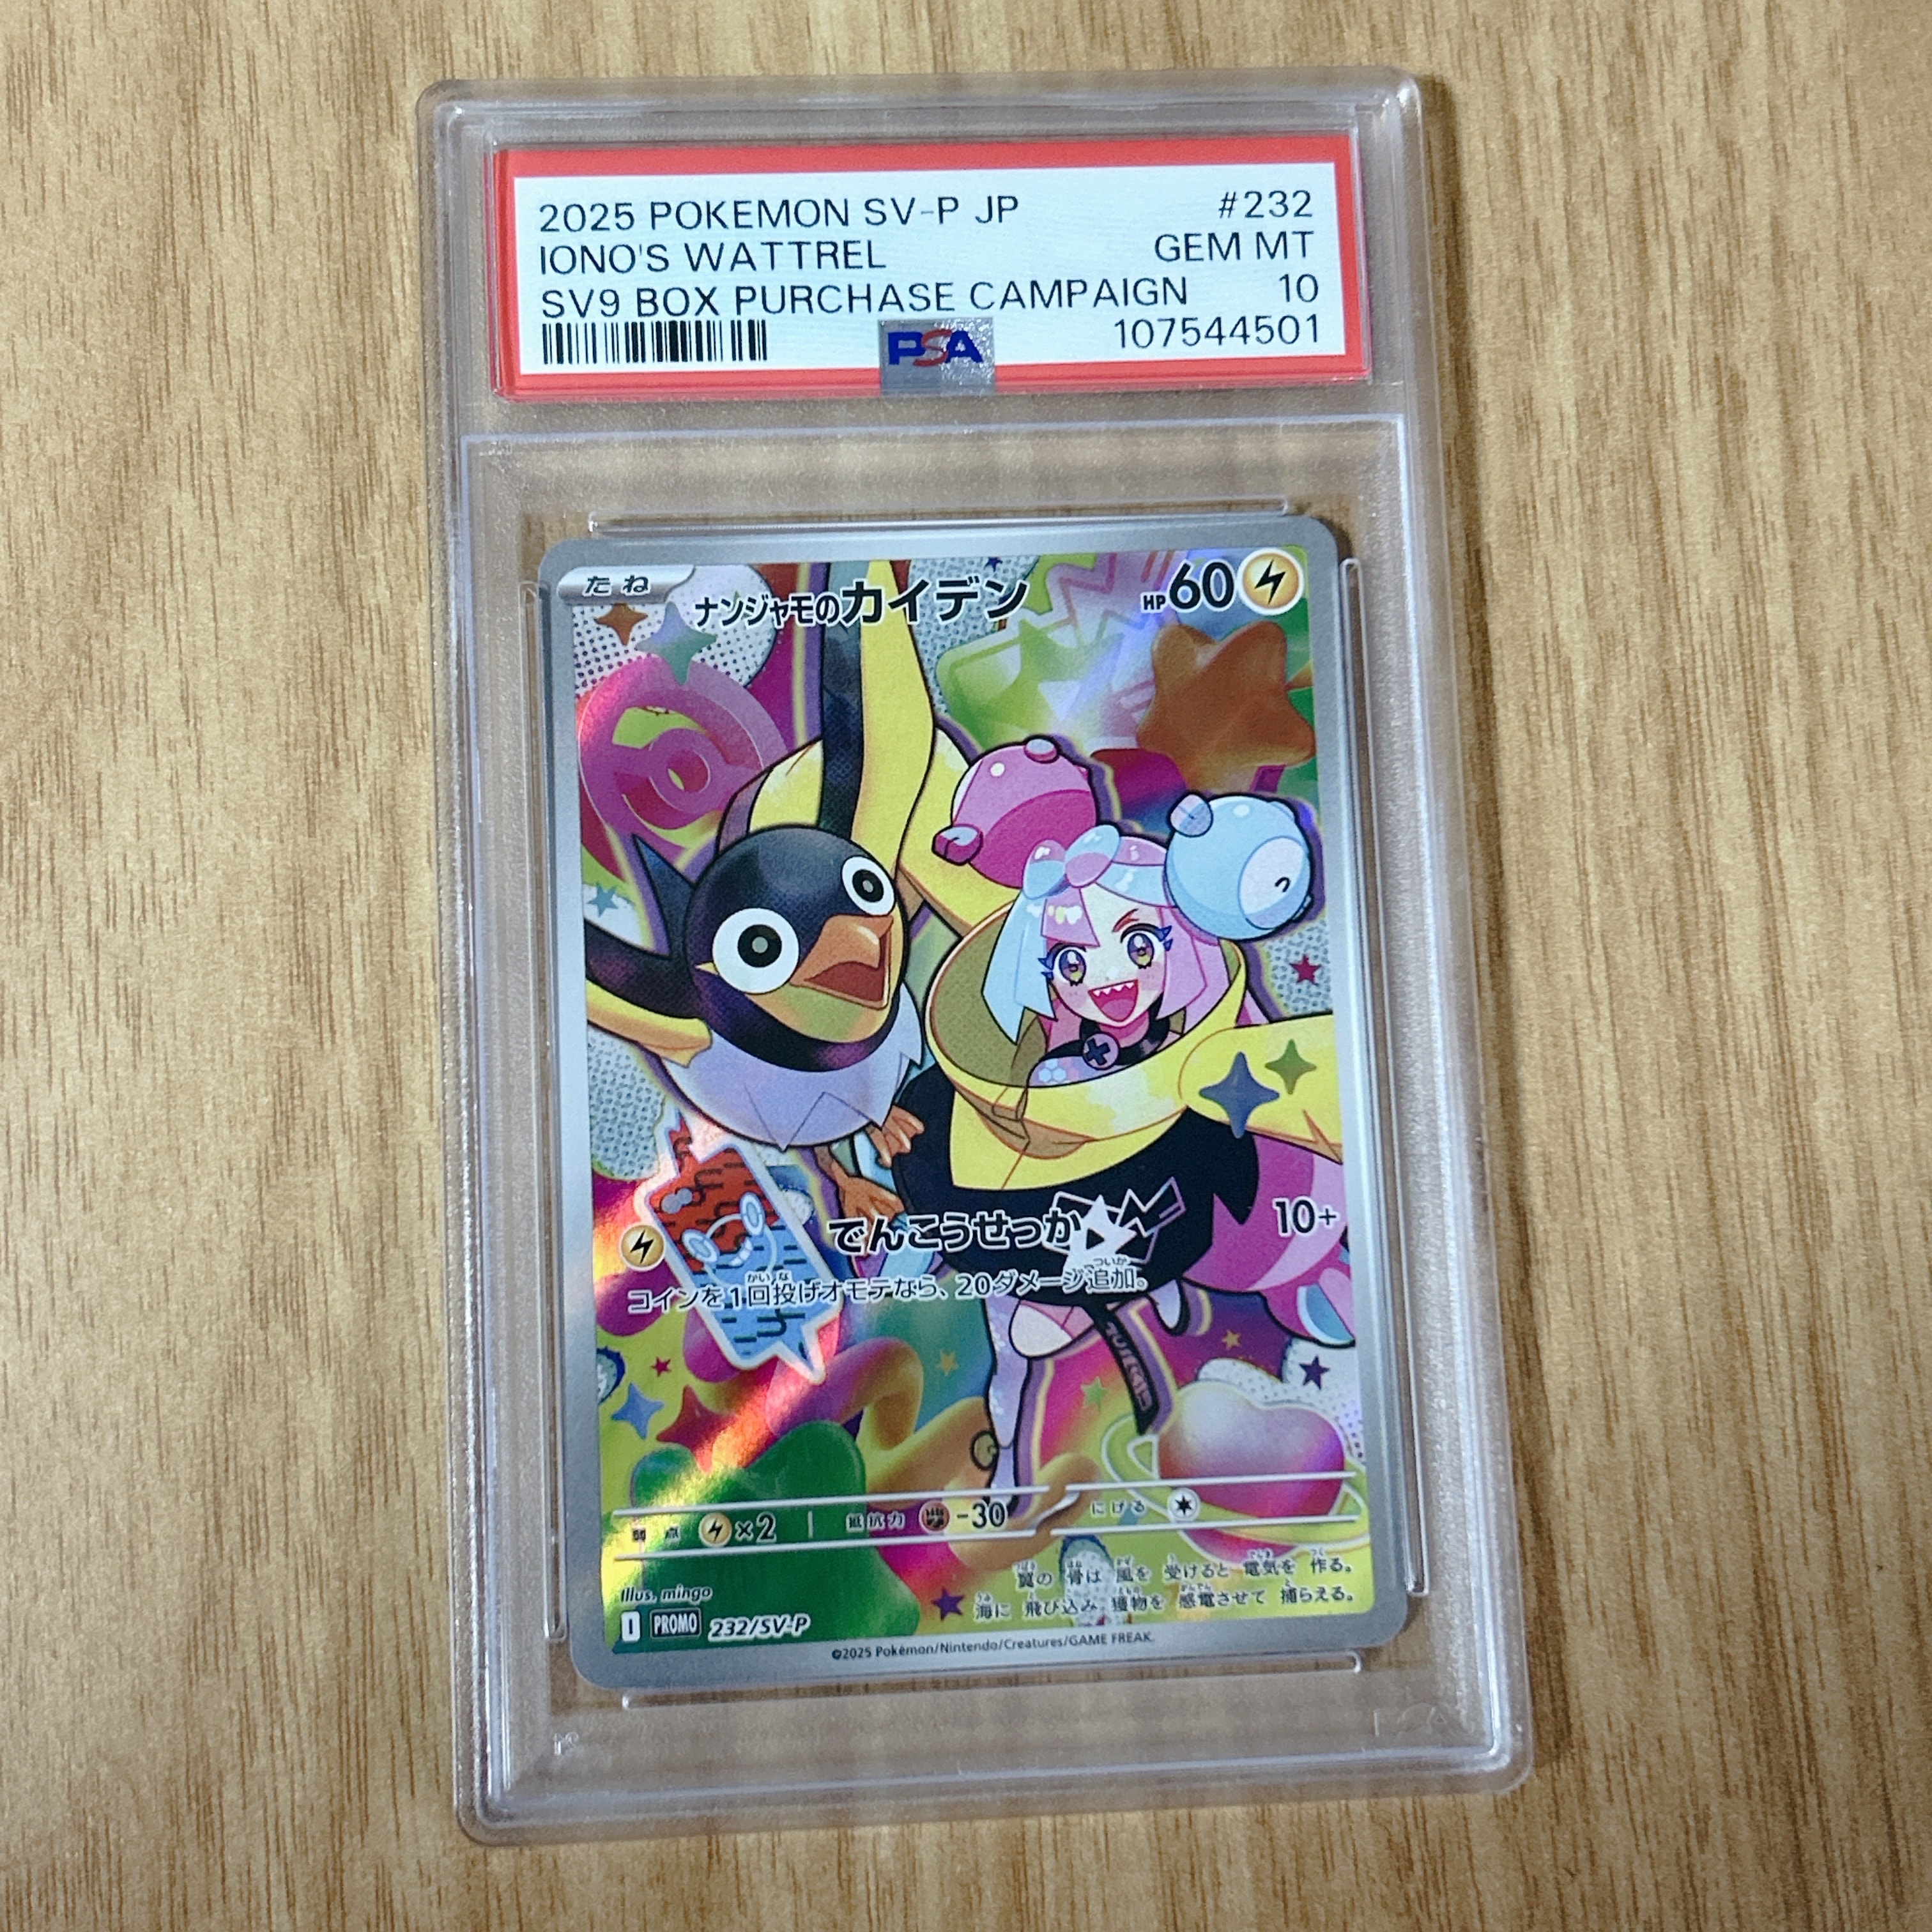 2025 POKEMON SV-P JP #232
IONO'S WATTREL GEM MT
SV9 BOX PURCHASE CAMPAIGN 10
PSA 107544501
たね ナンジャモのカイデン HP60
でんこうせっか 10+
コインを1回投げオモテなら、20ダメージ追加。
弱点 ×2 抵抗力 -30 にげる
翼の骨は風を受けると電気を作る。
海に飛び込み獲物を感電させて捕らえる。
Illus. mingo
I PROMO 232/SV-P
©2025 Pokémon/Nintendo/Creatures/GAME FREAK.